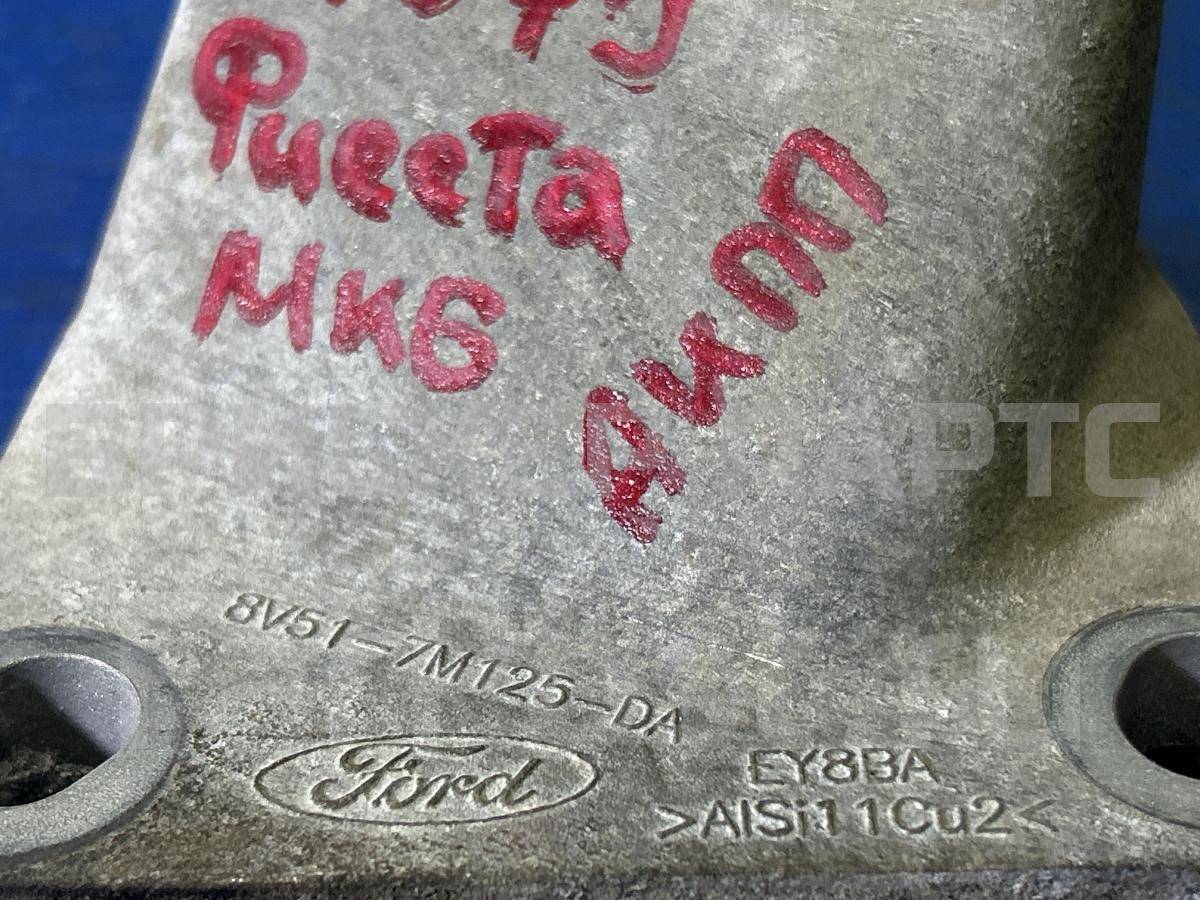 Фиеста
МК6
АКПП
8V51-7M125-DA
Ford
EY8BA
>AlSi11Cu2<